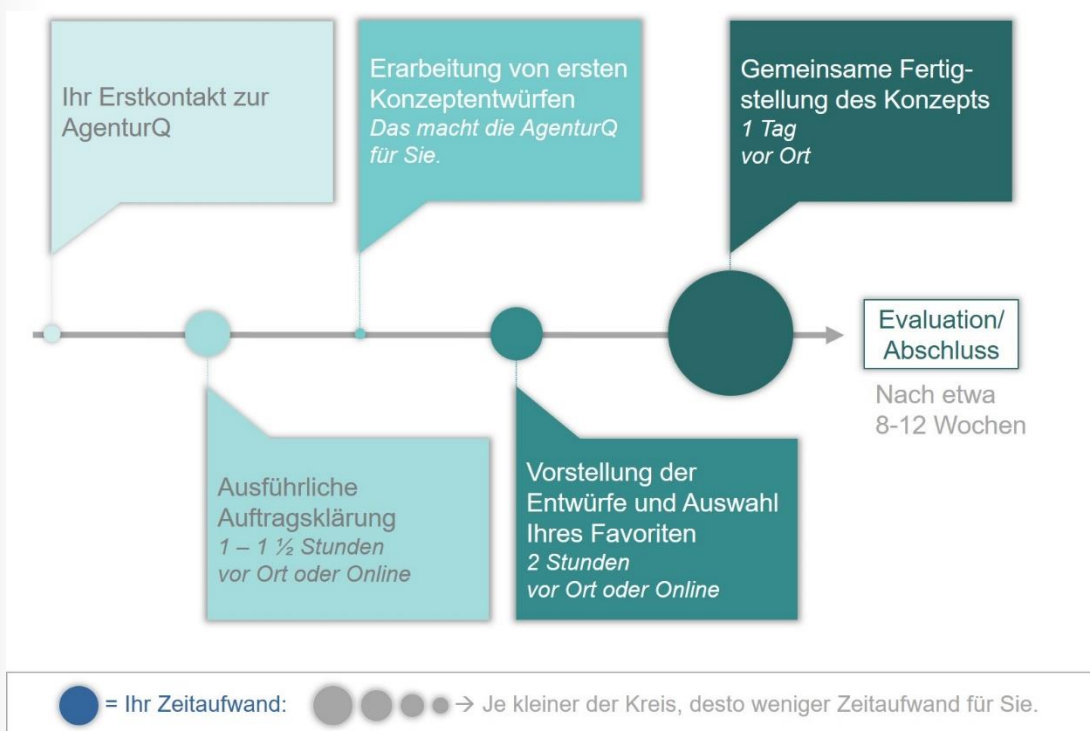 Ihr Erstkontakt zur
AgenturQ
Erarbeitung von ersten
Konzeptentwürfen
Das macht die AgenturQ
für Sie.
Gemeinsame Fertig-
stellung des Konzepts
1 Tag
vor Ort
Evaluation/
Abschluss
Nach etwa
8-12 Wochen
Ausführliche
Auftragsklärung
1 – 1 ½ Stunden
vor Ort oder Online
Vorstellung der
Entwürfe und Auswahl
Ihres Favoriten
2 Stunden
vor Ort oder Online
= Ihr Zeitaufwand: → Je kleiner der Kreis, desto weniger Zeitaufwand für Sie.